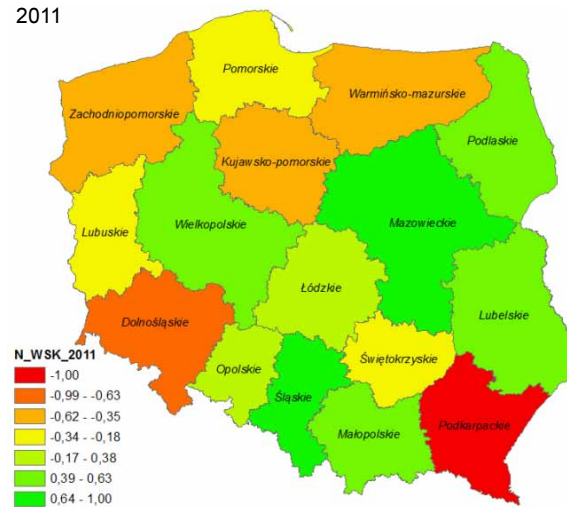 2011
Pomorskie
Warmińsko-mazurskie
Zachodniopomorskie
Podlaskie
Kujawsko-pomorskie
Mazowieckie
Wielkopolskie
Lubuskie
Łódzkie
Lubelskie
Dolnośląskie
Świętokrzyskie
Opolskie
Śląskie
Podkarpackie
Małopolskie
N_WSK_2011
-1,00
-0,99 - -0,63
-0,62 - -0,35
-0,34 - -0,18
-0,17 - 0,38
0,39 - 0,63
0,64 - 1,00